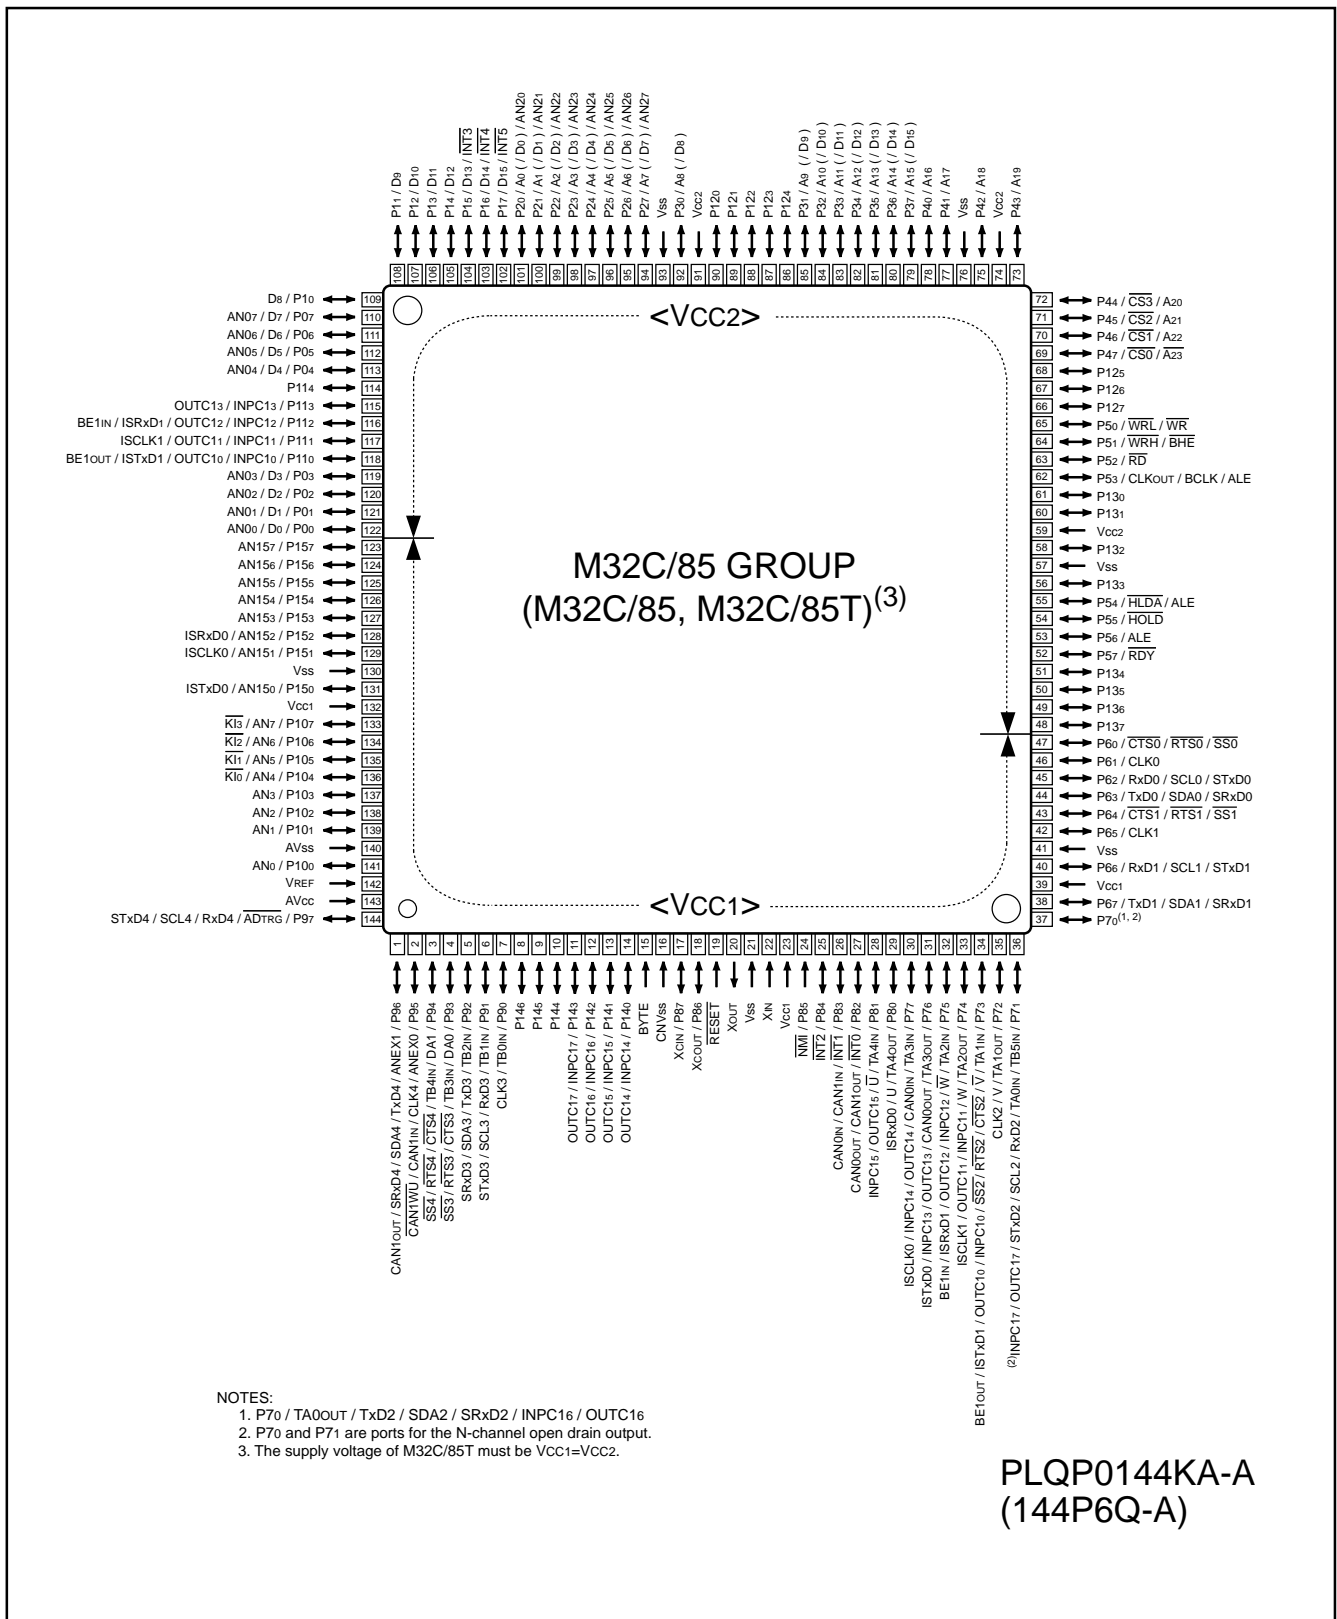 P11 / D9
P12 / D10
P13 / D11
P14 / D12
P15 / D13 / INT3
P16 / D14 / INT4
P17 / D15 / INT5
P20 / A0 ( / D0 ) / AN20
P21 / A1 ( / D1 ) / AN21
P22 / A2 ( / D2 ) / AN22
P23 / A3 ( / D3 ) / AN23
P24 / A4 ( / D4 ) / AN24
P25 / A5 ( / D5 ) / AN25
P26 / A6 ( / D6 ) / AN26
P27 / A7 ( / D7 ) / AN27
Vss
P30 / A8 ( / D8 )
Vcc2
P120
P121
P122
P123
P124
P31 / A9 ( / D9 )
P32 / A10 ( / D10 )
P33 / A11 ( / D11 )
P34 / A12 ( / D12 )
P35 / A13 ( / D13 )
P36 / A14 ( / D14 )
P37 / A15 ( / D15 )
P40 / A16
P41 / A17
Vss
P42 / A18
Vcc2
P43 / A19
108 107 106 105 104 103 102 101 100 99 98 97 96 95 94 93 92 91 90 89 88 87 86 85 84 83 82 81 80 79 78 77 76 75 74 73
D8 / P10 109
AN07 / D7 / P07 110
AN06 / D6 / P06 111
AN05 / D5 / P05 112
AN04 / D4 / P04 113
P114 114
OUTC13 / INPC13 / P113 115
BE1IN / ISRxD1 / OUTC12 / INPC12 / P112 116
ISCLK1 / OUTC11 / INPC11 / P111 117
BE1OUT / ISTxD1 / OUTC10 / INPC10 / P110 118
AN03 / D3 / P03 119
AN02 / D2 / P02 120
AN01 / D1 / P01 121
AN00 / D0 / P00 122
AN157 / P157 123
AN156 / P156 124
AN155 / P155 125
AN154 / P154 126
AN153 / P153 127
ISRxD0 / AN152 / P152 128
ISCLK0 / AN151 / P151 129
Vss 130
ISTxD0 / AN150 / P150 131
Vcc1 132
KI3 / AN7 / P107 133
KI2 / AN6 / P106 134
KI1 / AN5 / P105 135
KI0 / AN4 / P104 136
AN3 / P103 137
AN2 / P102 138
AN1 / P101 139
AVss 140
AN0 / P100 141
VREF 142
AVcc 143
STxD4 / SCL4 / RxD4 / ADTRG / P97 144
<VCC2>
M32C/85 GROUP
(M32C/85, M32C/85T)(3)
<VCC1>
72 P44 / CS3 / A20
71 P45 / CS2 / A21
70 P46 / CS1 / A22
69 P47 / CS0 / A23
68 P125
67 P126
66 P127
65 P50 / WRL / WR
64 P51 / WRH / BHE
63 P52 / RD
62 P53 / CLKOUT / BCLK / ALE
61 P130
60 P131
59 Vcc2
58 P132
57 Vss
56 P133
55 P54 / HLDA / ALE
54 P55 / HOLD
53 P56 / ALE
52 P57 / RDY
51 P134
50 P135
49 P136
48 P137
47 P60 / CTS0 / RTS0 / SS0
46 P61 / CLK0
45 P62 / RxD0 / SCL0 / STxD0
44 P63 / TxD0 / SDA0 / SRxD0
43 P64 / CTS1 / RTS1 / SS1
42 P65 / CLK1
41 Vss
40 P66 / RxD1 / SCL1 / STxD1
39 Vcc1
38 P67 / TxD1 / SDA1 / SRxD1
37 P70(1, 2)
1 2 3 4 5 6 7 8 9 10 11 12 13 14 15 16 17 18 19 20 21 22 23 24 25 26 27 28 29 30 31 32 33 34 35 36
CAN1OUT / SRxD4 / SDA4 / TxD4 / ANEX1 / P96
CAN1WU / CAN1IN / CLK4 / ANEX0 / P95
SS4 / RTS4 / CTS4 / TB4IN / DA1 / P94
SS3 / RTS3 / CTS3 / TB3IN / DA0 / P93
SRxD3 / SDA3 / TxD3 / TB2IN / P92
STxD3 / SCL3 / RxD3 / TB1IN / P91
CLK3 / TB0IN / P90
P146
P145
P144
OUTC17 / INPC17 / P143
OUTC16 / INPC16 / P142
OUTC15 / INPC15 / P141
OUTC14 / INPC14 / P140
BYTE
CNVss
XCIN / P87
XCOUT / P86
RESET
XOUT
Vss
XIN
Vcc1
NMI / P85
INT2 / P84
CAN0IN / CAN1IN / INT1 / P83
CAN0OUT / CAN1OUT / INT0 / P82
INPC15 / OUTC15 / U / TA4IN / P81
ISRxD0 / U / TA4OUT / P80
ISCLK0 / INPC14 / OUTC14 / CAN0IN / TA3IN / P77
ISTxD0 / INPC13 / OUTC13 / CAN0OUT / TA3OUT / P76
BE1IN / ISRxD1 / OUTC12 / INPC12 / W / TA2IN / P75
ISCLK1 / OUTC11 / INPC11 / W / TA2OUT / P74
BE1OUT / ISTxD1 / OUTC10 / INPC10 / SS2 / RTS2 / CTS2 / V / TA1IN / P73
CLK2 / V / TA1OUT / P72
(2)INPC17 / OUTC17 / STxD2 / SCL2 / RxD2 / TA0IN / TB5IN / P71
NOTES:
1. P70 / TA0OUT / TxD2 / SDA2 / SRxD2 / INPC16 / OUTC16
2. P70 and P71 are ports for the N-channel open drain output.
3. The supply voltage of M32C/85T must be VCC1=VCC2.
PLQP0144KA-A
(144P6Q-A)